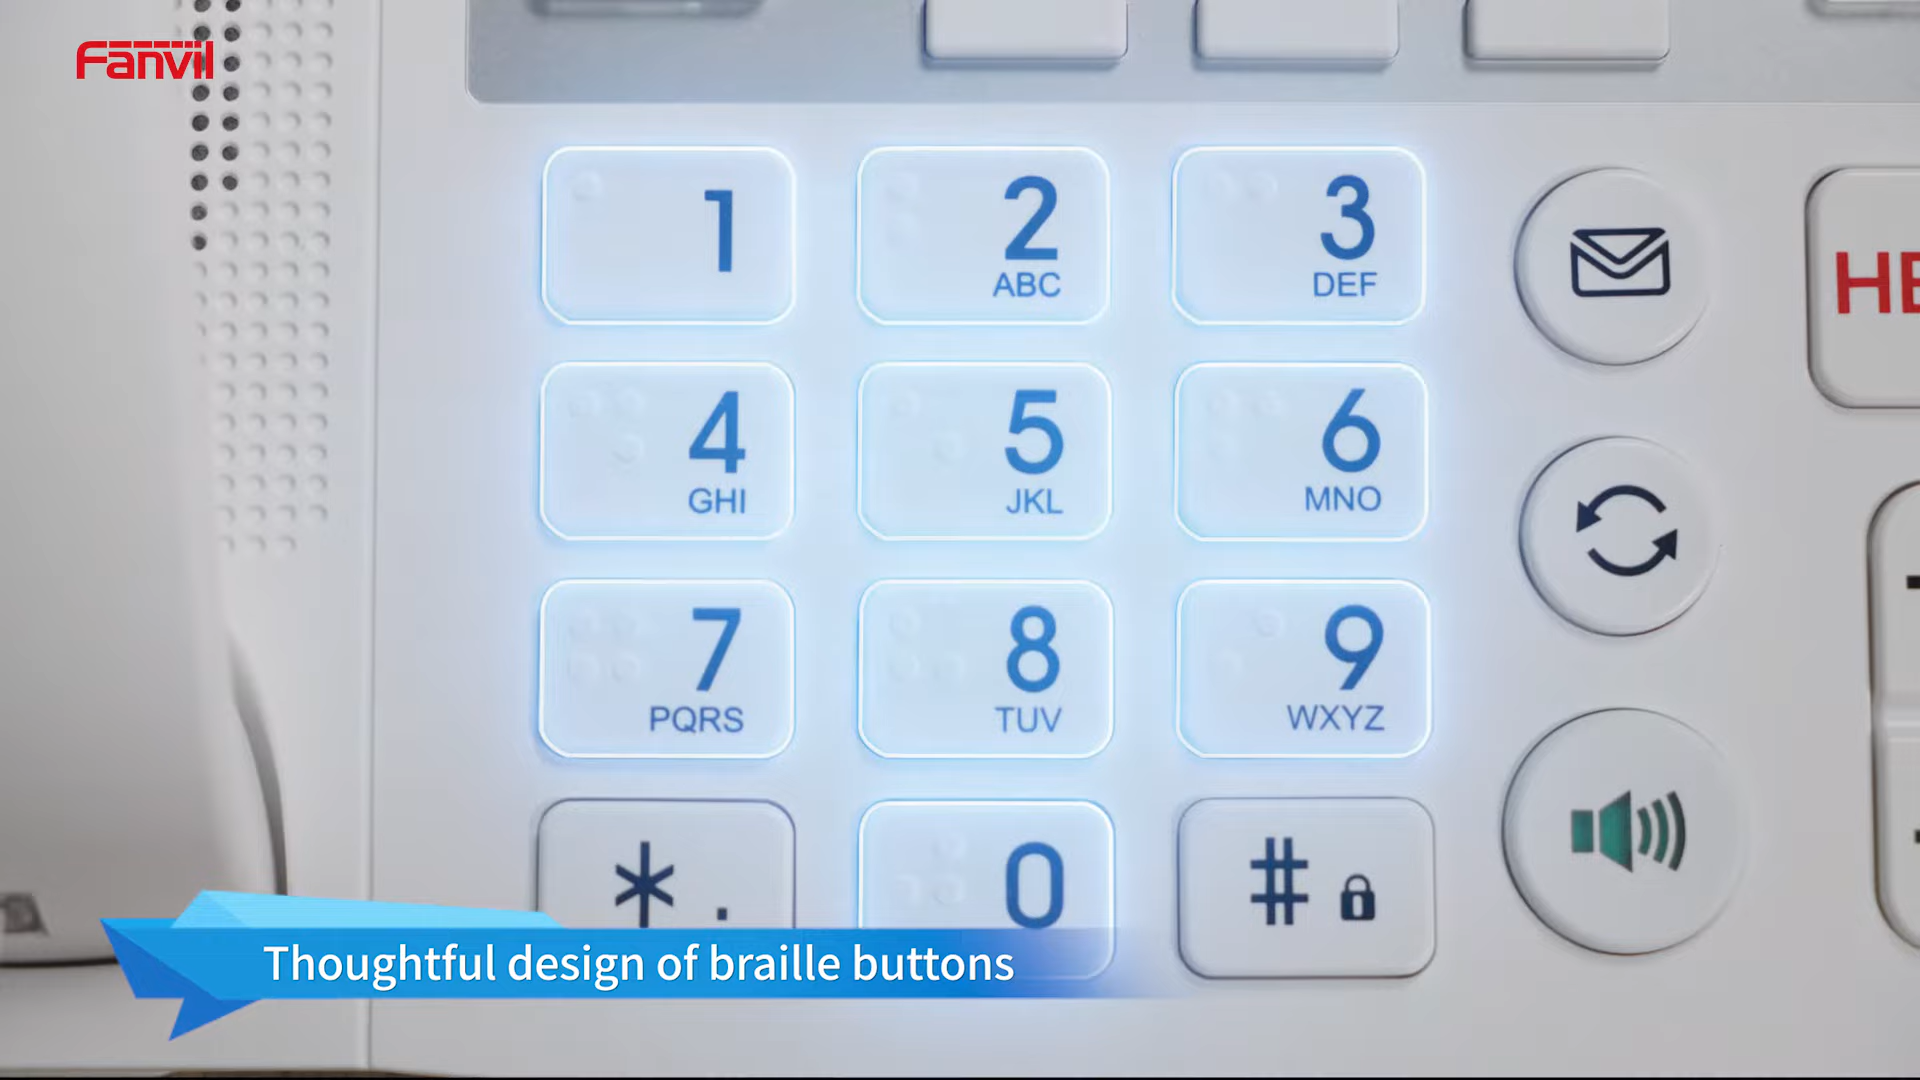 Fanvil
1
2
ABC
3
DEF
4
GHI
5
JKL
6
MNO
7
PQRS
8
TUV
9
WXYZ
* .
0
#
Thoughtful design of braille buttons